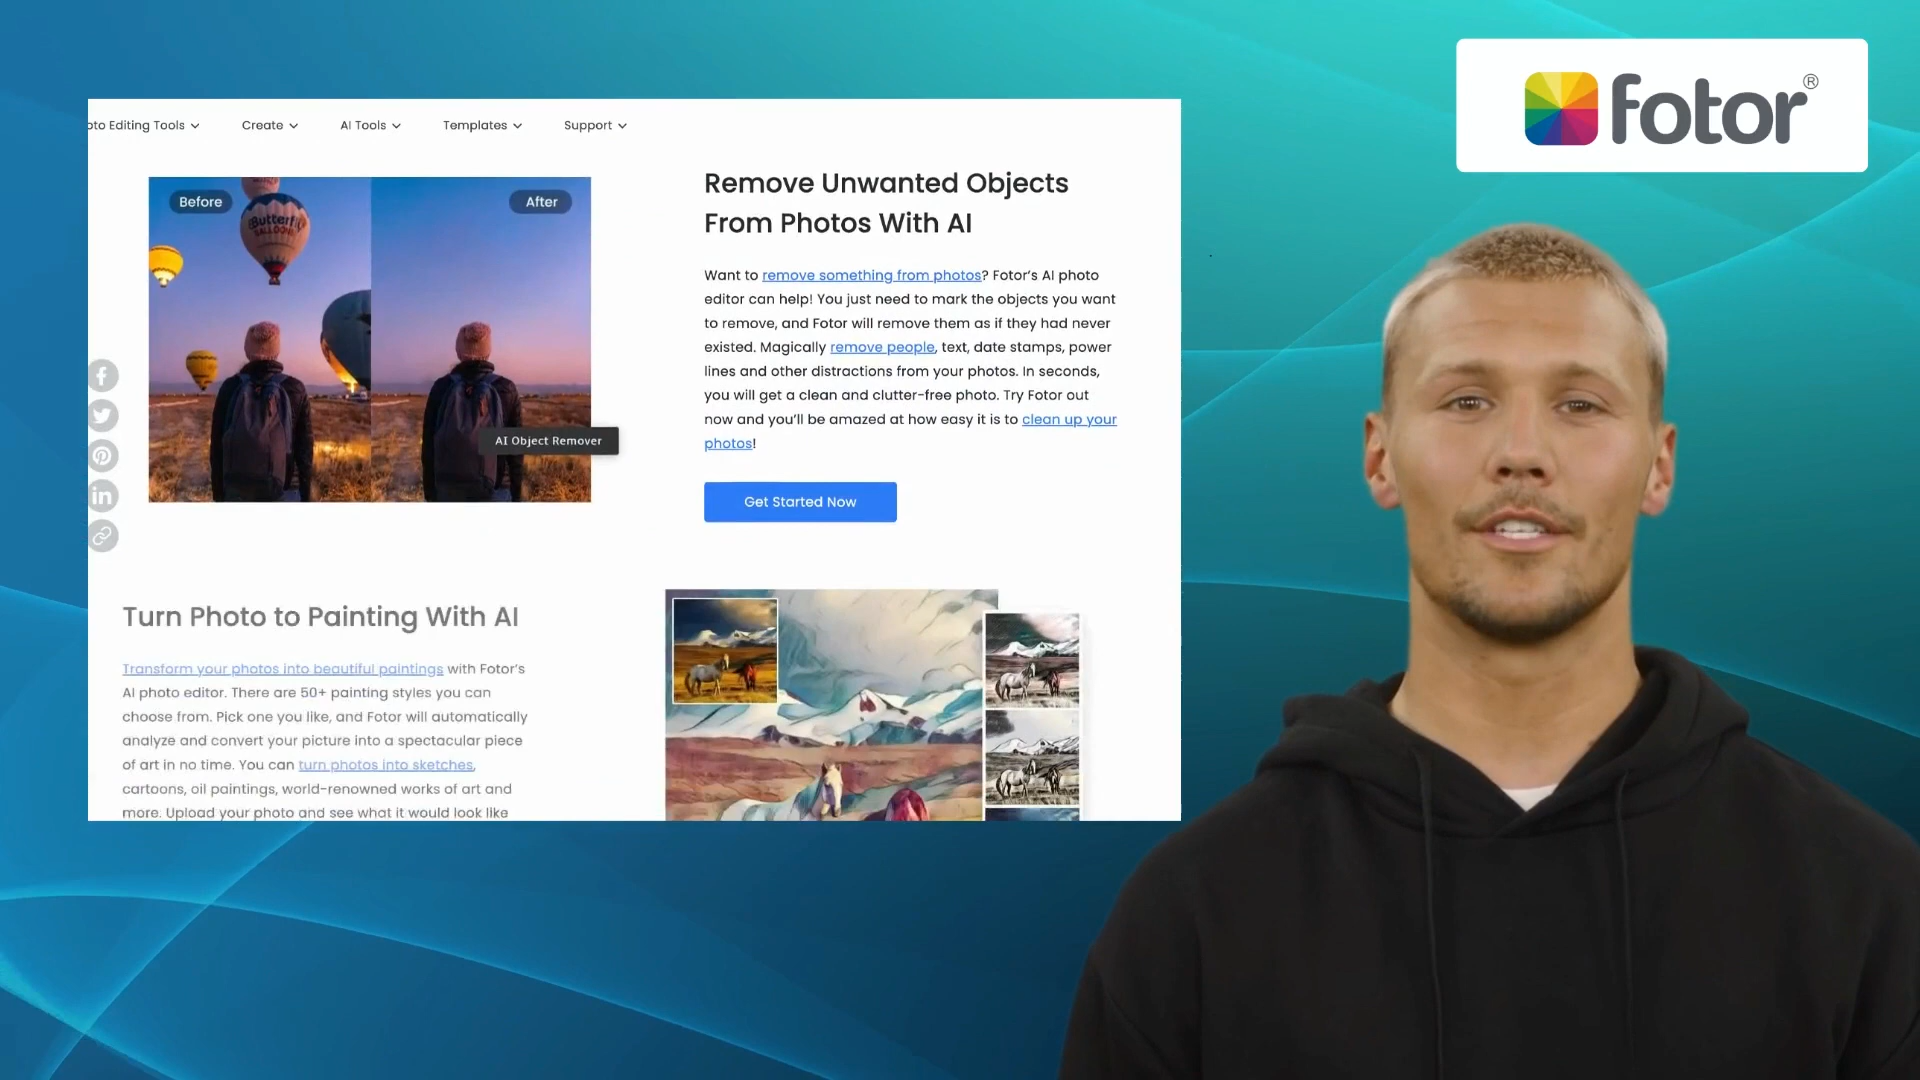 oto Editing Tools
Create
AI Tools
Templates
Support
fotor®
Before
After
Butterfly
BALLOONS
AI Object Remover
Remove Unwanted Objects
From Photos With AI
Want to remove something from photos? Fotor's AI photo
editor can help! You just need to mark the objects you want
to remove, and Fotor will remove them as if they had never
existed. Magically remove people, text, date stamps, power
lines and other distractions from your photos. In seconds,
you will get a clean and clutter-free photo. Try Fotor out
now and you'll be amazed at how easy it is to clean up your
photos!
Get Started Now
Turn Photo to Painting With AI
Transform your photos into beautiful paintings with Fotor's
AI photo editor. There are 50+ painting styles you can
choose from. Pick one you like, and Fotor will automatically
analyze and convert your picture into a spectacular piece
of art in no time. You can turn photos into sketches,
cartoons, oil paintings, world-renowned works of art and
more. Upload your photo and see what it would look like